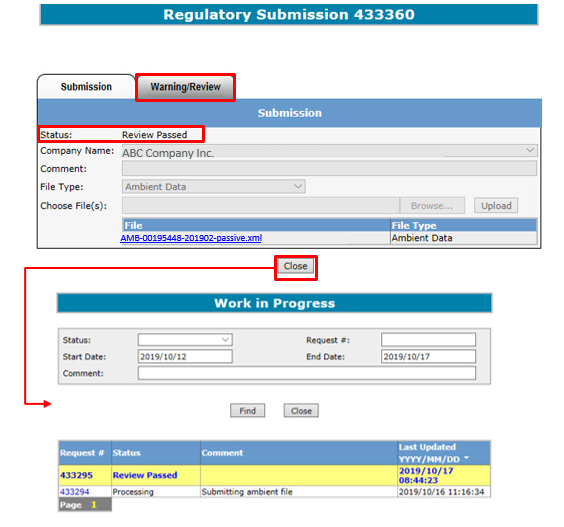 Regulatory Submission 433360
Submission Warning/Review
Submission
Status: Review Passed
Company Name: ABC Company Inc.
Comment:
File Type: Ambient Data
Choose File(s): Browse... Upload
File File Type
AMB-00195448-201902-passive.xml Ambient Data
Close
Work in Progress
Status: Request #:
Start Date: 2019/10/12 End Date: 2019/10/17
Comment:
Find Close
Request # Status Comment Last Updated
YYYY/MM/DD
433295 Review Passed 2019/10/17
08:44:23
433294 Processing Submitting ambient file 2019/10/16 11:16:34
Page 1